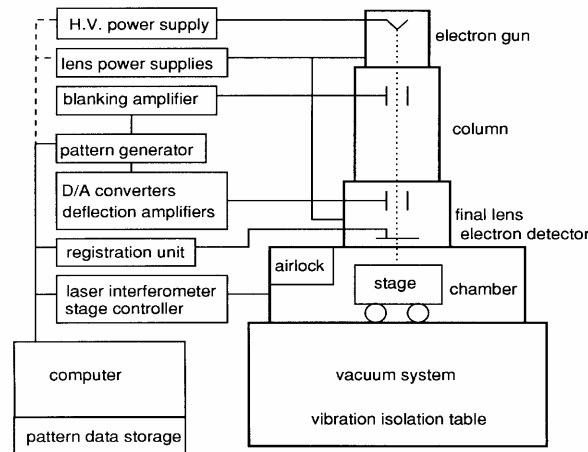 H.V. power supply
electron gun
lens power supplies
blanking amplifier
column
pattern generator
D/A converters
deflection amplifiers
final lens
electron detector
registration unit
airlock
laser interferometer
stage controller
stage
chamber
computer
vacuum system
vibration isolation table
pattern data storage